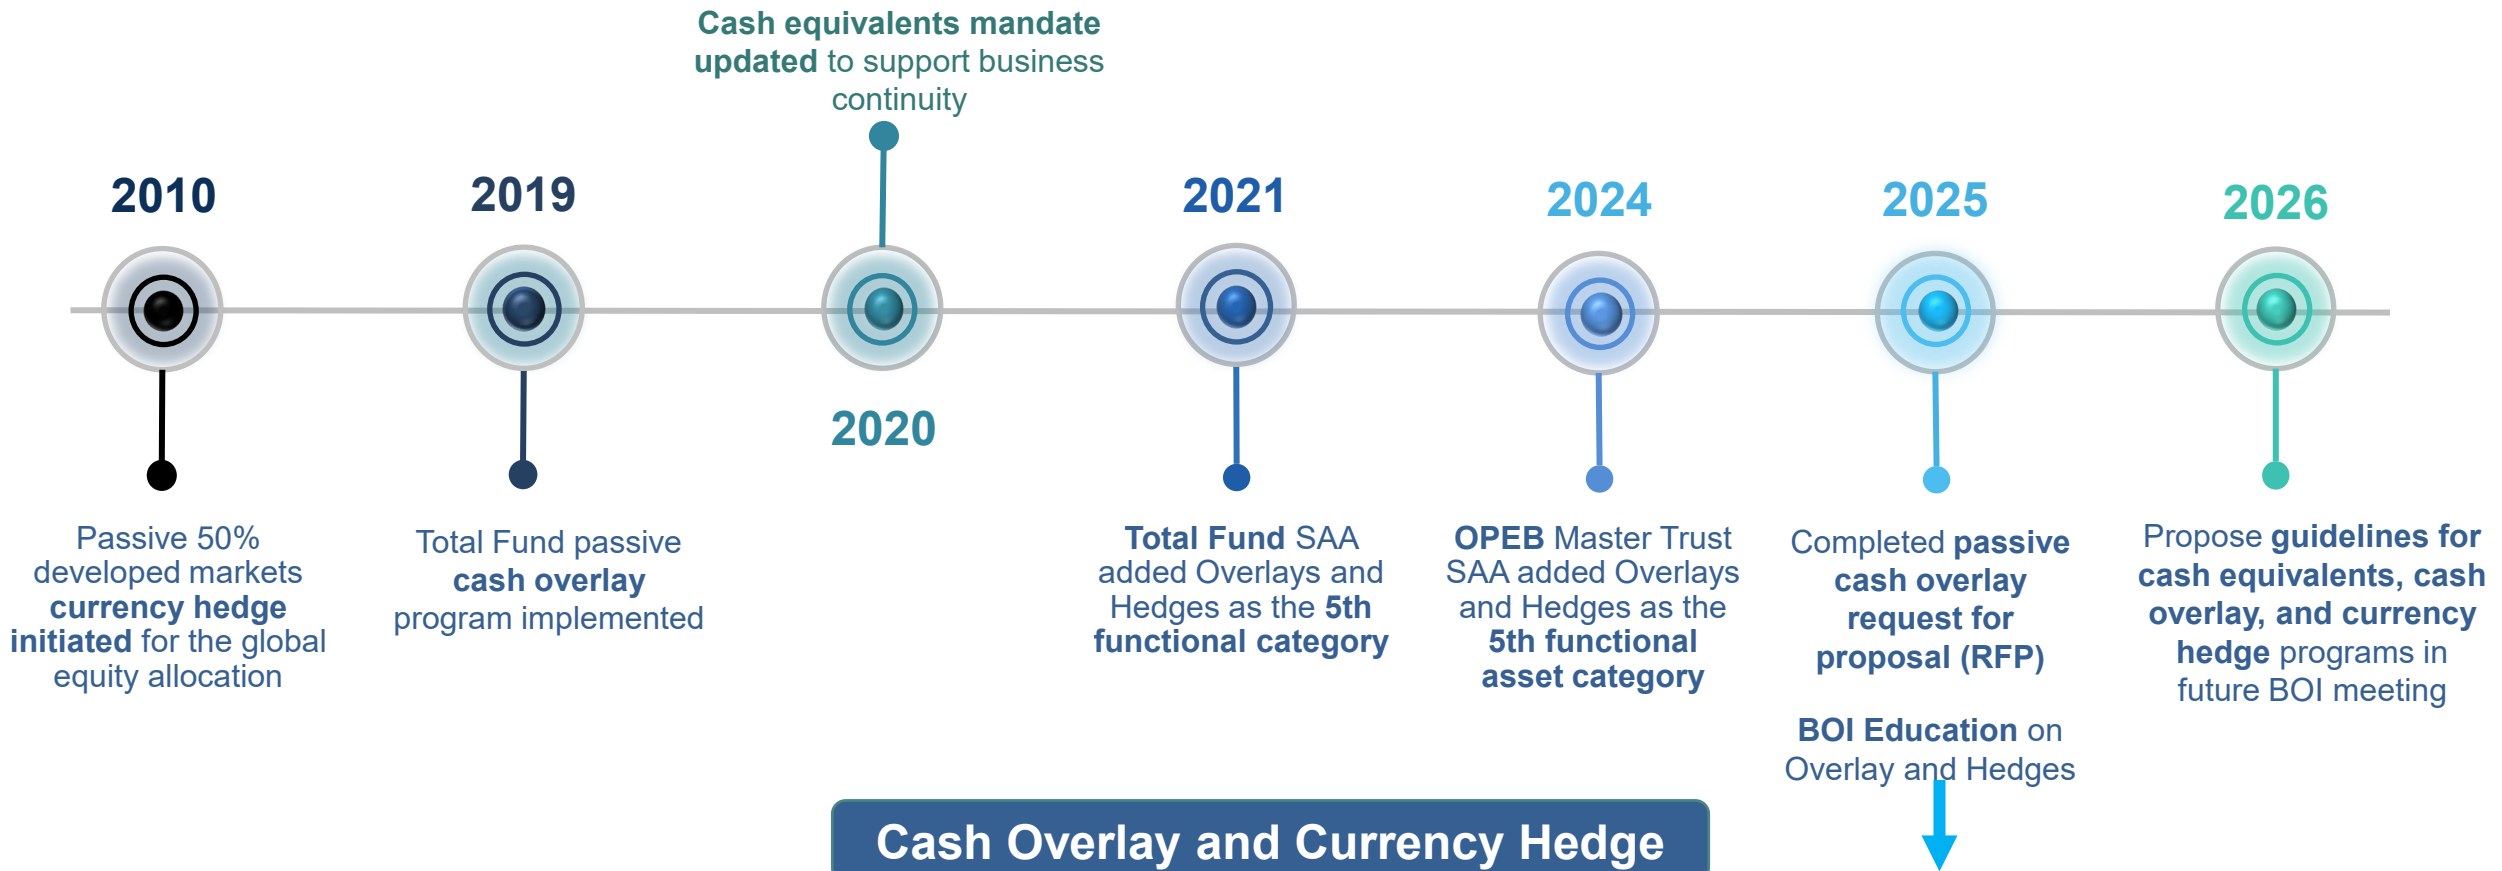 Cash equivalents mandate
updated to support business
continuity
2010
2019
2020
2021
2024
2025
2026
Passive 50%
developed markets
currency hedge
initiated for the global
equity allocation
Total Fund passive
cash overlay
program implemented
Total Fund SAA
added Overlays and
Hedges as the 5th
functional category
OPEB Master Trust
SAA added Overlays
and Hedges as the
5th functional
asset category
Completed passive
cash overlay
request for
proposal (RFP)
BOI Education on
Overlay and Hedges
Propose guidelines for
cash equivalents, cash
overlay, and currency
hedge programs in
future BOI meeting
Cash Overlay and Currency Hedge